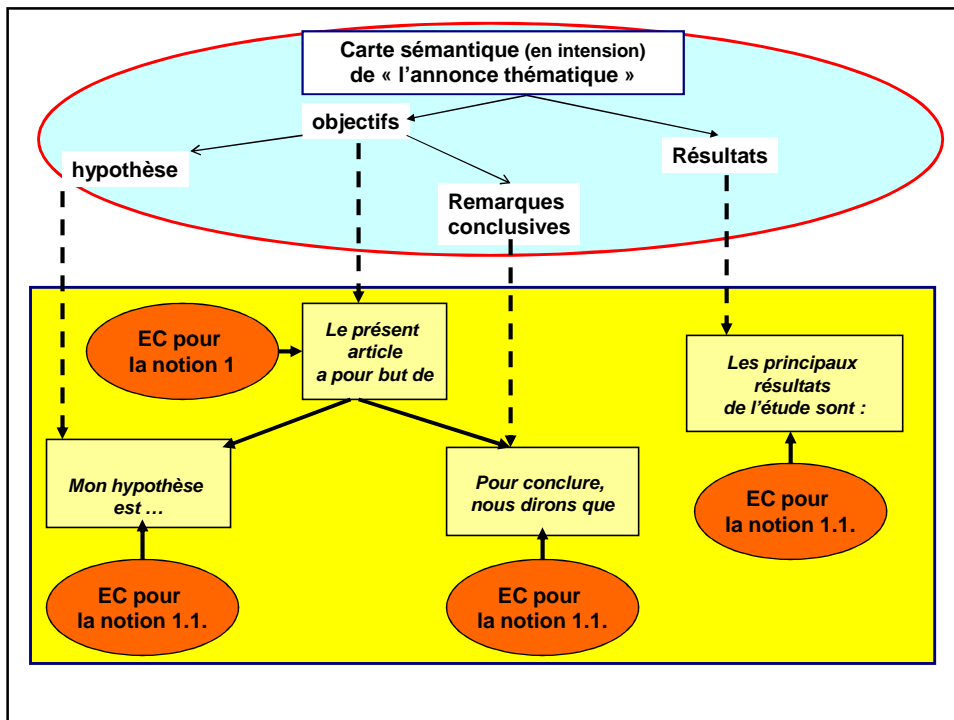 Carte sémantique (en intension)
de « l'annonce thématique »
objectifs
hypothèse
Résultats
Remarques
conclusives
EC pour
la notion 1
Le présent
article
a pour but de
Les principaux
résultats
de l'étude sont :
Mon hypothèse
est …
Pour conclure,
nous dirons que
EC pour
la notion 1.1.
EC pour
la notion 1.1.
EC pour
la notion 1.1.